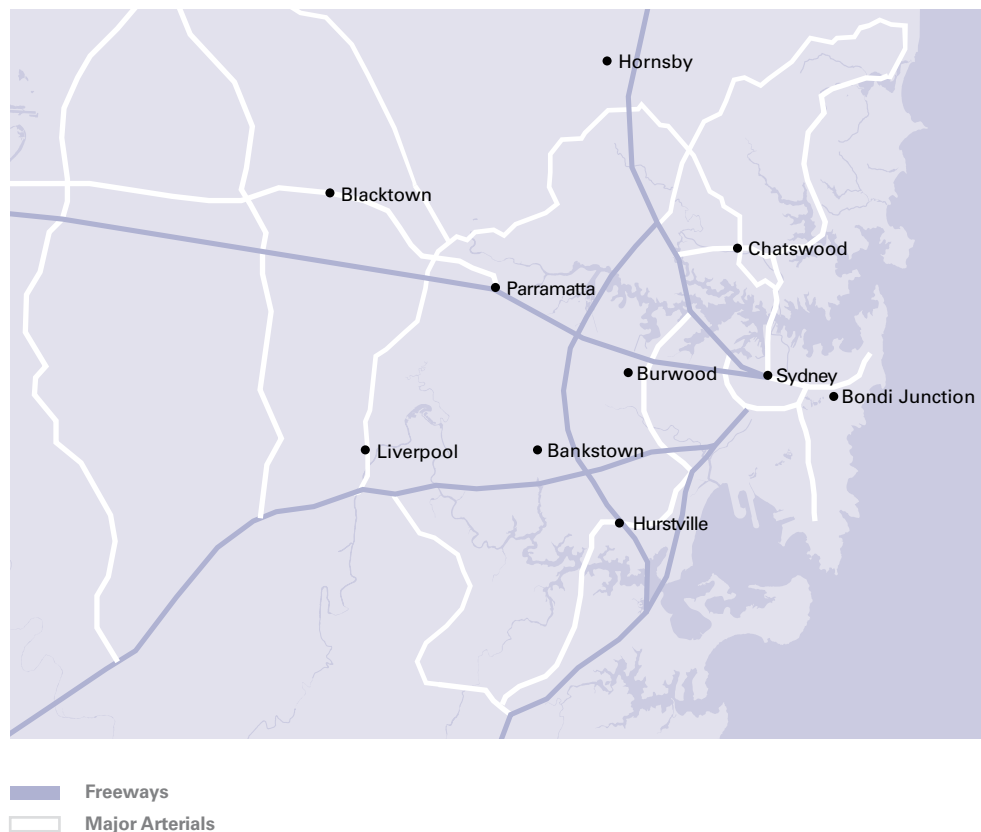 Hornsby
Blacktown
Chatswood
Parramatta
Burwood
Sydney
Bondi Junction
Liverpool
Bankstown
Hurstville
Freeways
Major Arterials